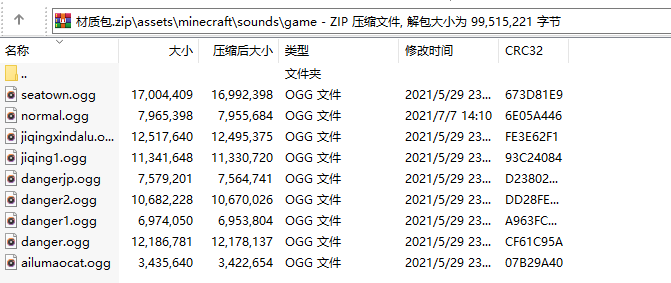 材质包.zip\assets\minecraft\sounds\game - ZIP 压缩文件, 解包大小为 99,515,221 字节
名称 大小 压缩后大小 类型 修改时间 CRC32
.. 文件夹
seatown.ogg 17,004,409 16,992,398 OGG 文件 2021/5/29 23... 673D81E9
normal.ogg 7,965,398 7,955,684 OGG 文件 2021/7/7 14:10 6E05A446
jiqingxindalu.o... 12,517,640 12,495,375 OGG 文件 2021/5/29 23... FE3E62F1
jiqing1.ogg 11,341,648 11,330,720 OGG 文件 2021/5/29 23... 93C24084
dangerjp.ogg 7,579,201 7,564,741 OGG 文件 2021/5/29 23... D23802...
danger2.ogg 10,682,228 10,670,026 OGG 文件 2021/5/29 23... DD28FE...
danger1.ogg 6,974,050 6,953,804 OGG 文件 2021/5/29 23... A963FC...
danger.ogg 12,186,781 12,178,137 OGG 文件 2021/5/29 23... CF61C95A
ailumaocat.ogg 3,435,640 3,422,654 OGG 文件 2021/5/29 23... 07B29A40